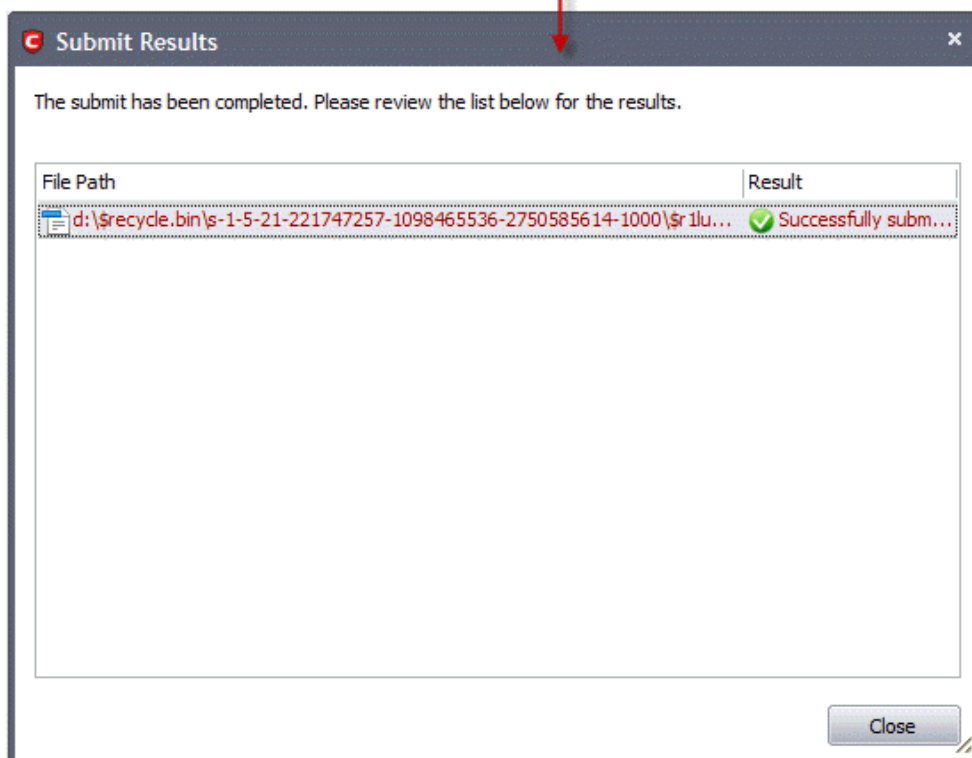 Submit Results
The submit has been completed. Please review the list below for the results.
File Path Result
d:\$recycle.bin\s-1-5-21-221747257-1098465536-2750585614-1000\$r1lu... Successfully subm...
Close